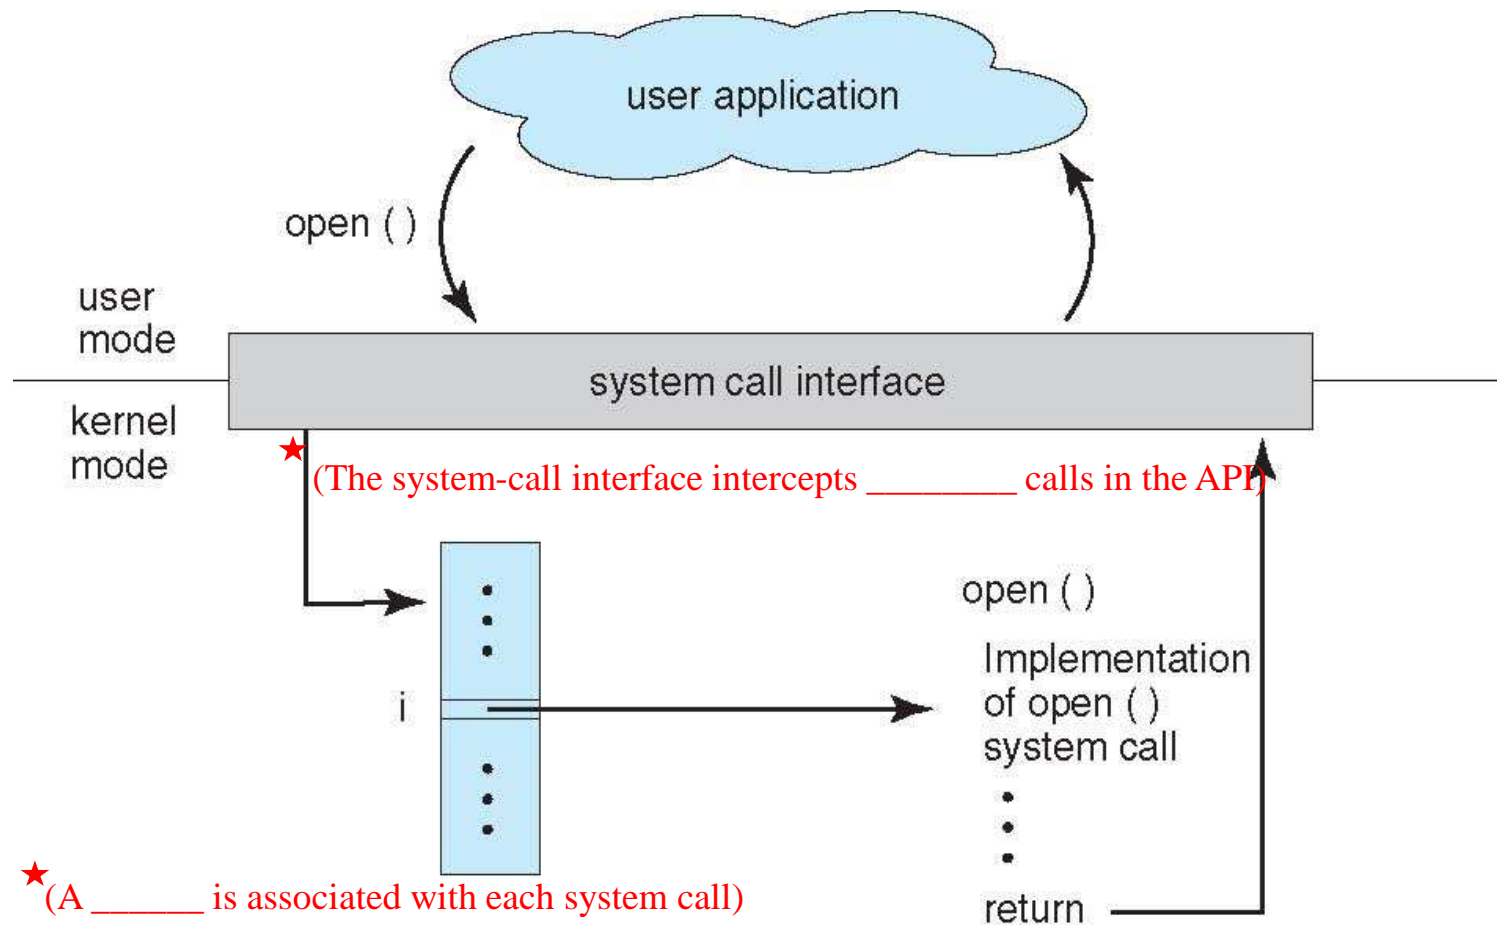 user application
open ( )
user
mode
system call interface
kernel
mode
★ (The system-call interface intercepts ________ calls in the API)
open ( )
Implementation
of open ( )
system call
i
★ (A ______ is associated with each system call)
return